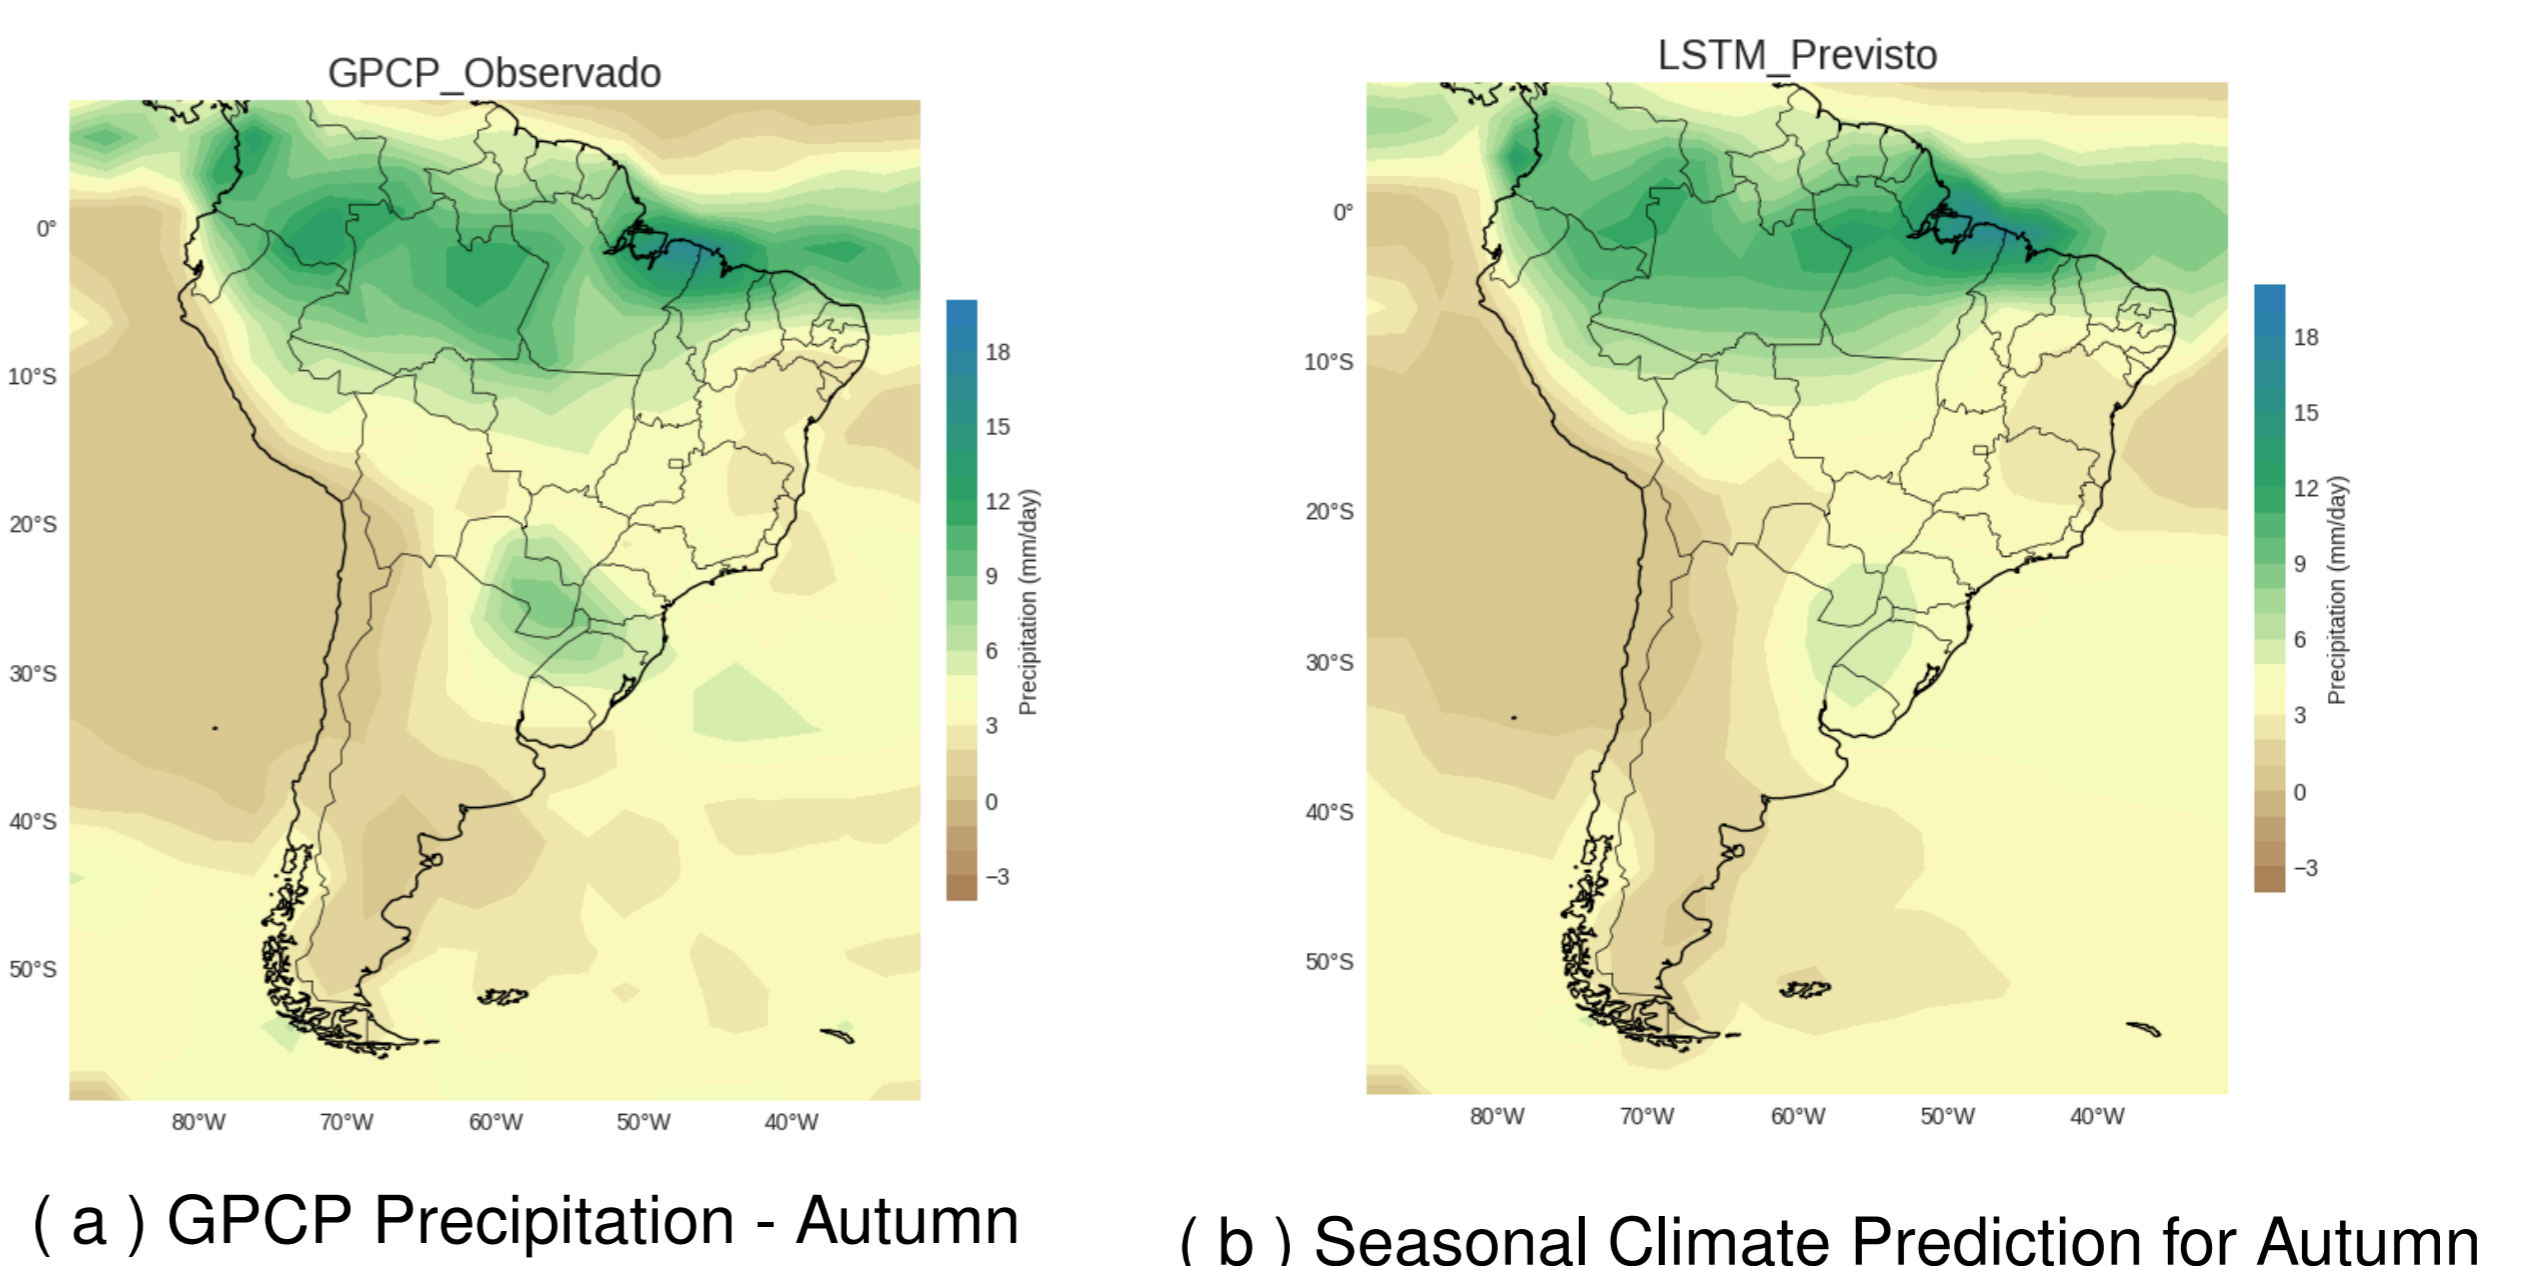 GPCP_Observado
0°
10°S
20°S
30°S
40°S
50°S
80°W 70°W 60°W 50°W 40°W
18
15
12
9
6
3
0
−3
Precipitation (mm/day)
( a ) GPCP Precipitation - Autumn
LSTM_Previsto
0°
10°S
20°S
30°S
40°S
50°S
80°W 70°W 60°W 50°W 40°W
18
15
12
9
6
3
0
−3
Precipitation (mm/day)
( b ) Seasonal Climate Prediction for Autumn